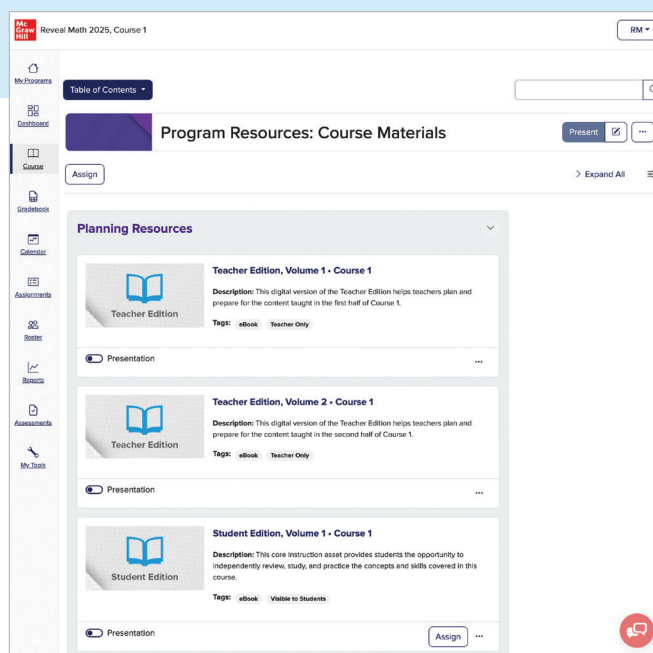 Mc
Graw
Hill
Reveal Math 2025, Course 1
RM
My Programs
Dashboard
Course
Gradebook
Calendar
Assignments
Roster
Reports
Assessments
My Tools
Table of Contents
Program Resources: Course Materials
Present
Assign
Expand All
Planning Resources
Teacher Edition
Teacher Edition, Volume 1 • Course 1
Description: This digital version of the Teacher Edition helps teachers plan and
prepare for the content taught in the first half of Course 1.
Tags: eBook Teacher Only
Presentation
Teacher Edition
Teacher Edition, Volume 2 • Course 1
Description: This digital version of the Teacher Edition helps teachers plan and
prepare for the content taught in the second half of Course 1.
Tags: eBook Teacher Only
Presentation
Student Edition
Student Edition, Volume 1 • Course 1
Description: This core instruction asset provides students the opportunity to
independently review, study, and practice the concepts and skills covered in this
course.
Tags: eBook Visible to Students
Presentation
Assign